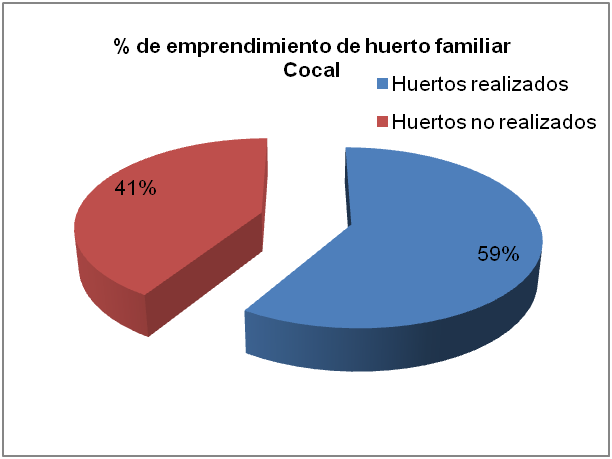 % de emprendimiento de huerto familiar
Cocal
Huertos realizados
Huertos no realizados
41%
59%